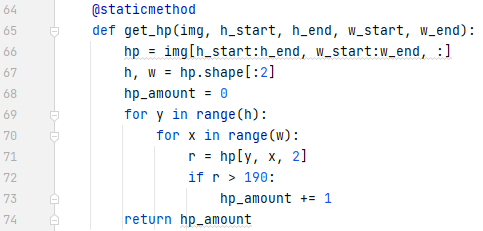 64 @staticmethod
65 def get_hp(img, h_start, h_end, w_start, w_end):
66 hp = img[h_start:h_end, w_start:w_end, :]
67 h, w = hp.shape[:2]
68 hp_amount = 0
69 for y in range(h):
70 for x in range(w):
71 r = hp[y, x, 2]
72 if r > 190:
73 hp_amount += 1
74 return hp_amount